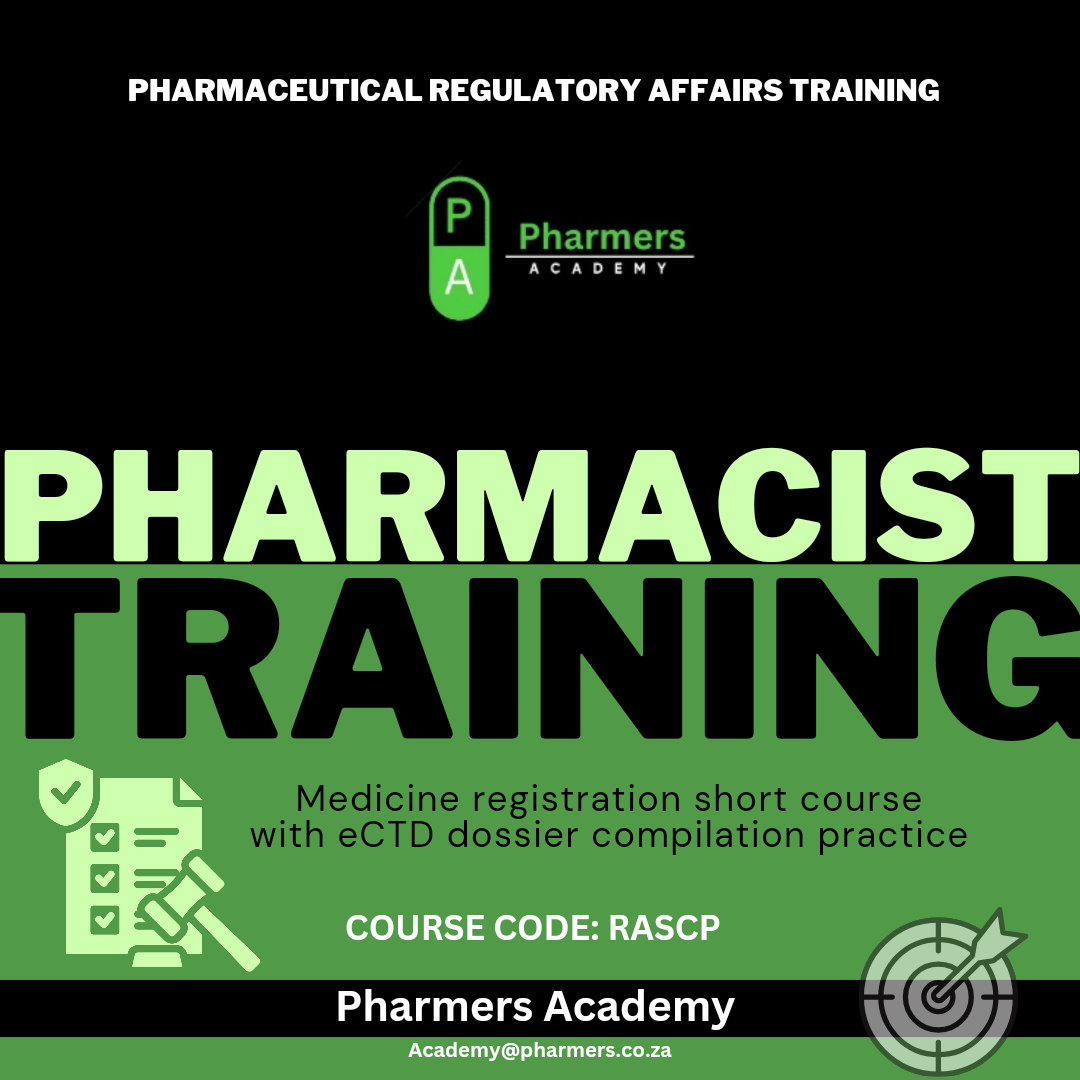 PHARMACEUTICAL REGULATORY AFFAIRS TRAINING
P
A
Pharmers
ACADEMY
PHARMACIST
TRAINING
Medicine registration short course
with eCTD dossier compilation practice
COURSE CODE: RASCP
Pharmers Academy
Academy@pharmers.co.za